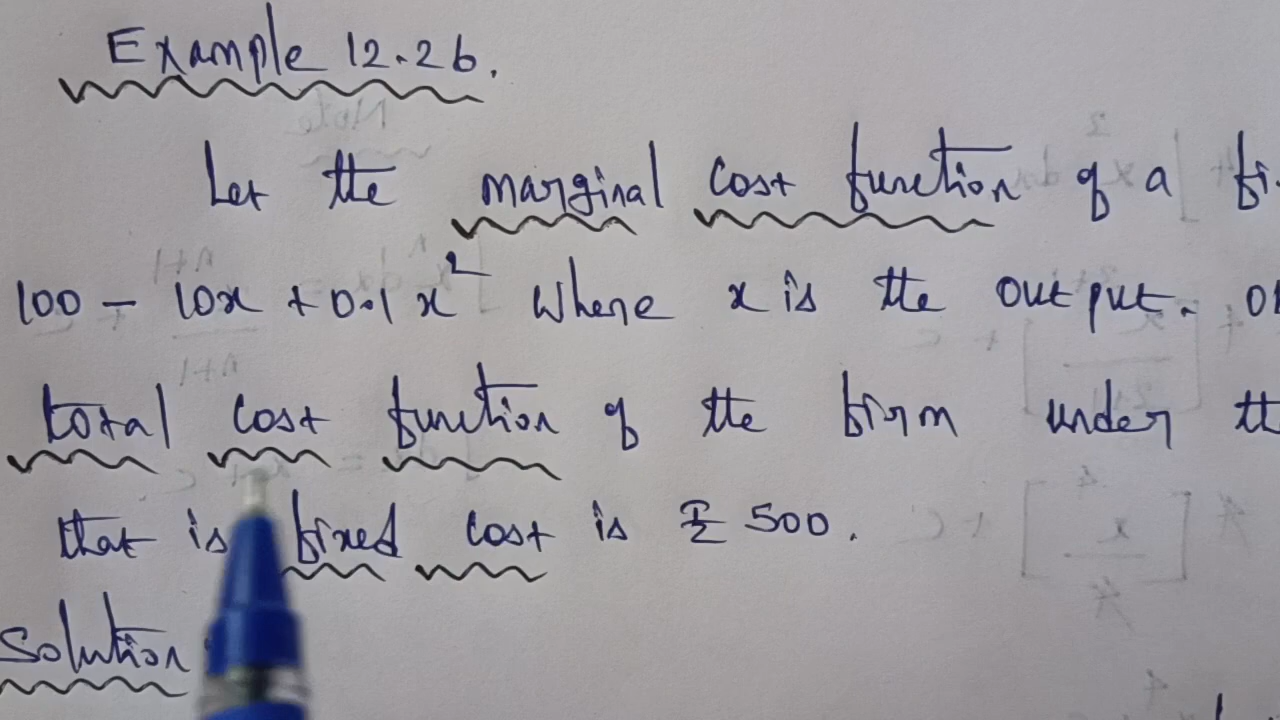 Example 12.26.
Let the marginal cost function of a fi
100 - 10x + 0.1x² where x is the output. O
total cost function of the firm under th
that is fixed cost is ₹ 500.
Solution